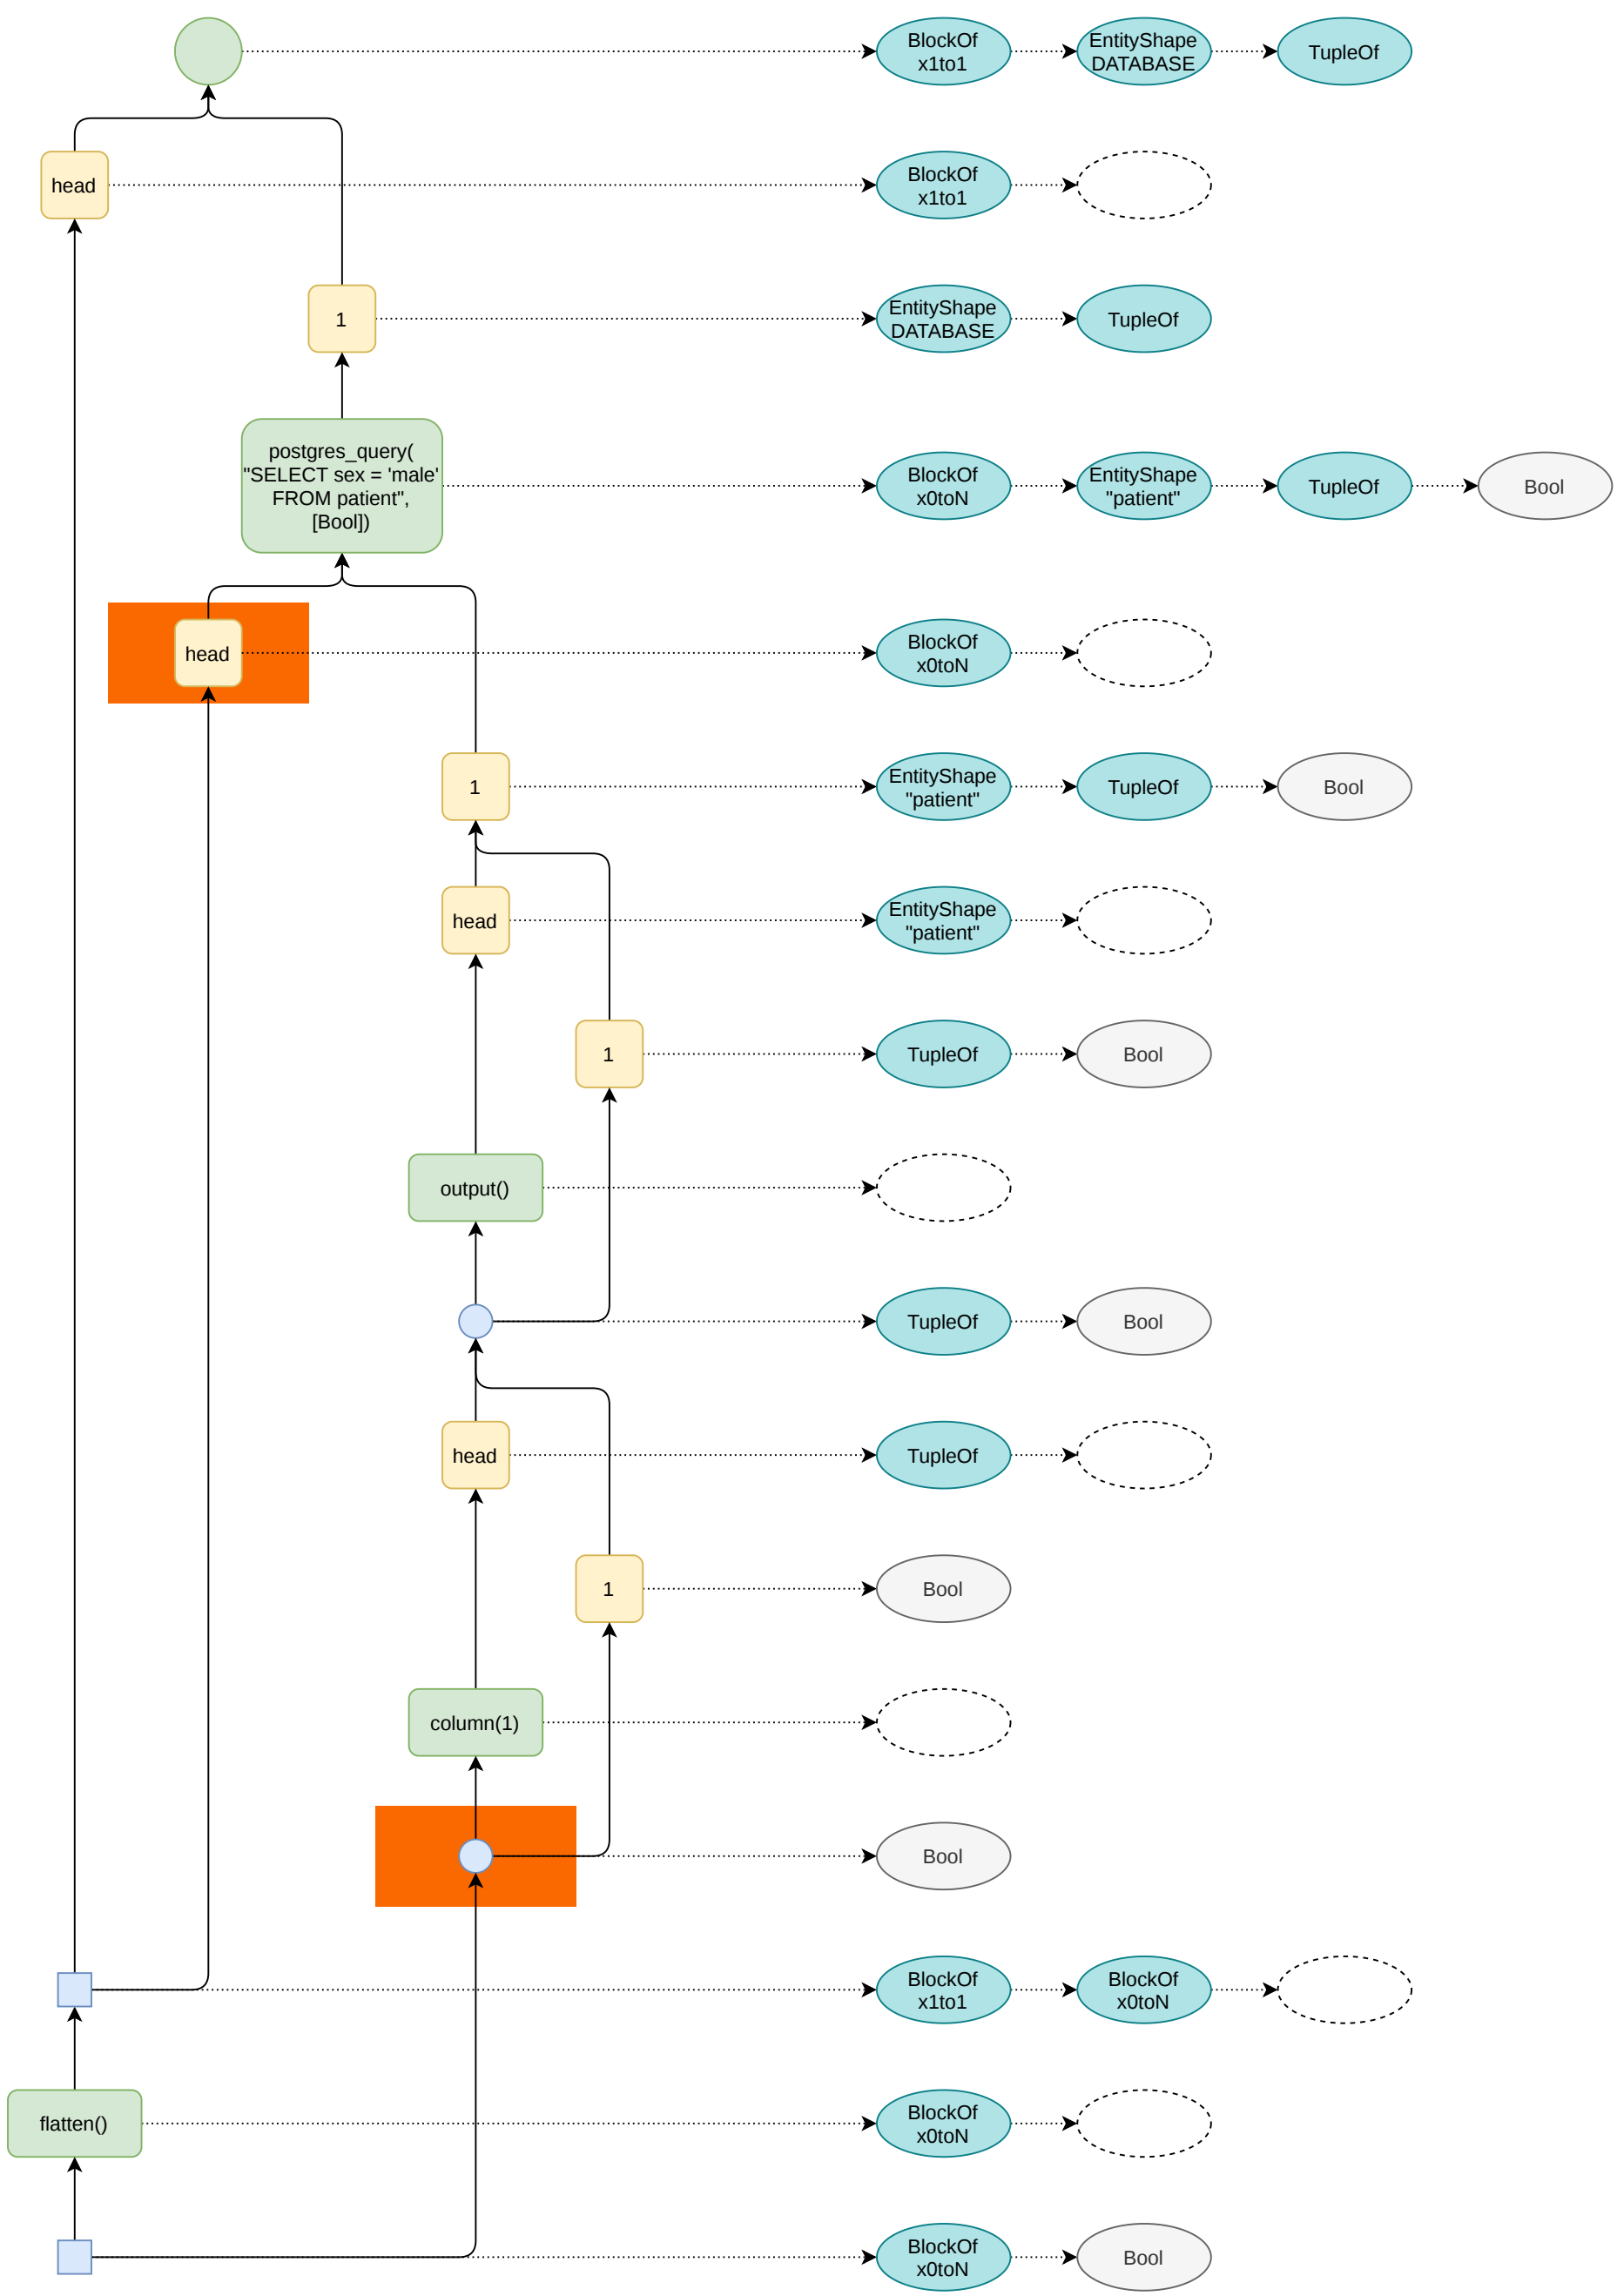 BlockOf
x1to1
EntityShape
DATABASE
TupleOf
head
BlockOf
x1to1
1
EntityShape
DATABASE
TupleOf
postgres_query(
"SELECT sex = 'male'
FROM patient",
[Bool])
BlockOf
x0toN
EntityShape
"patient"
TupleOf
Bool
head
BlockOf
x0toN
1
EntityShape
"patient"
TupleOf
Bool
head
EntityShape
"patient"
1
TupleOf
Bool
output()
TupleOf
Bool
head
TupleOf
1
Bool
column(1)
Bool
BlockOf
x1to1
BlockOf
x0toN
flatten()
BlockOf
x0toN
BlockOf
x0toN
Bool